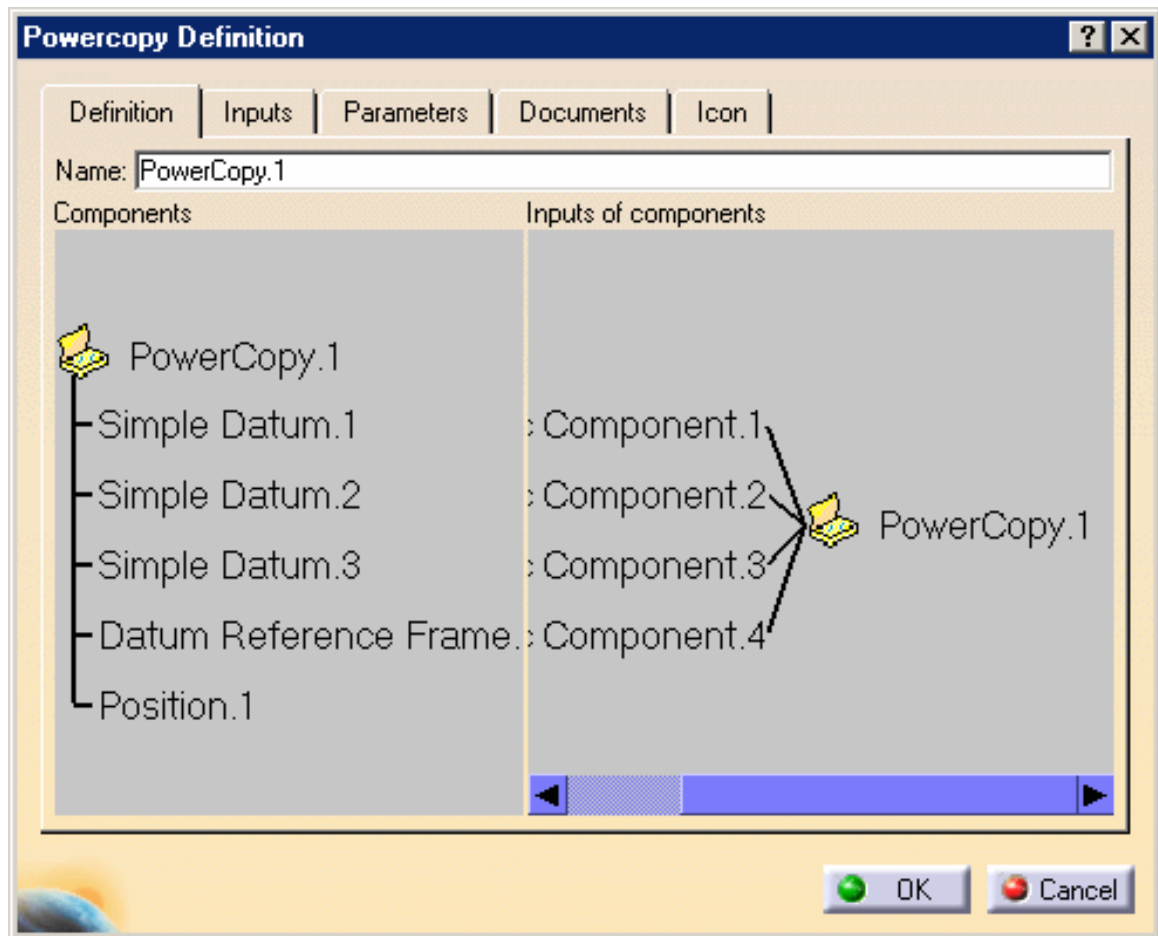 Powercopy Definition
Definition Inputs Parameters Documents Icon
Name: PowerCopy.1
Components Inputs of components
PowerCopy.1
Simple Datum.1
Simple Datum.2
Simple Datum.3
Datum Reference Frame.
Position.1
Component.1
Component.2
Component.3
Component.4
PowerCopy.1
OK Cancel